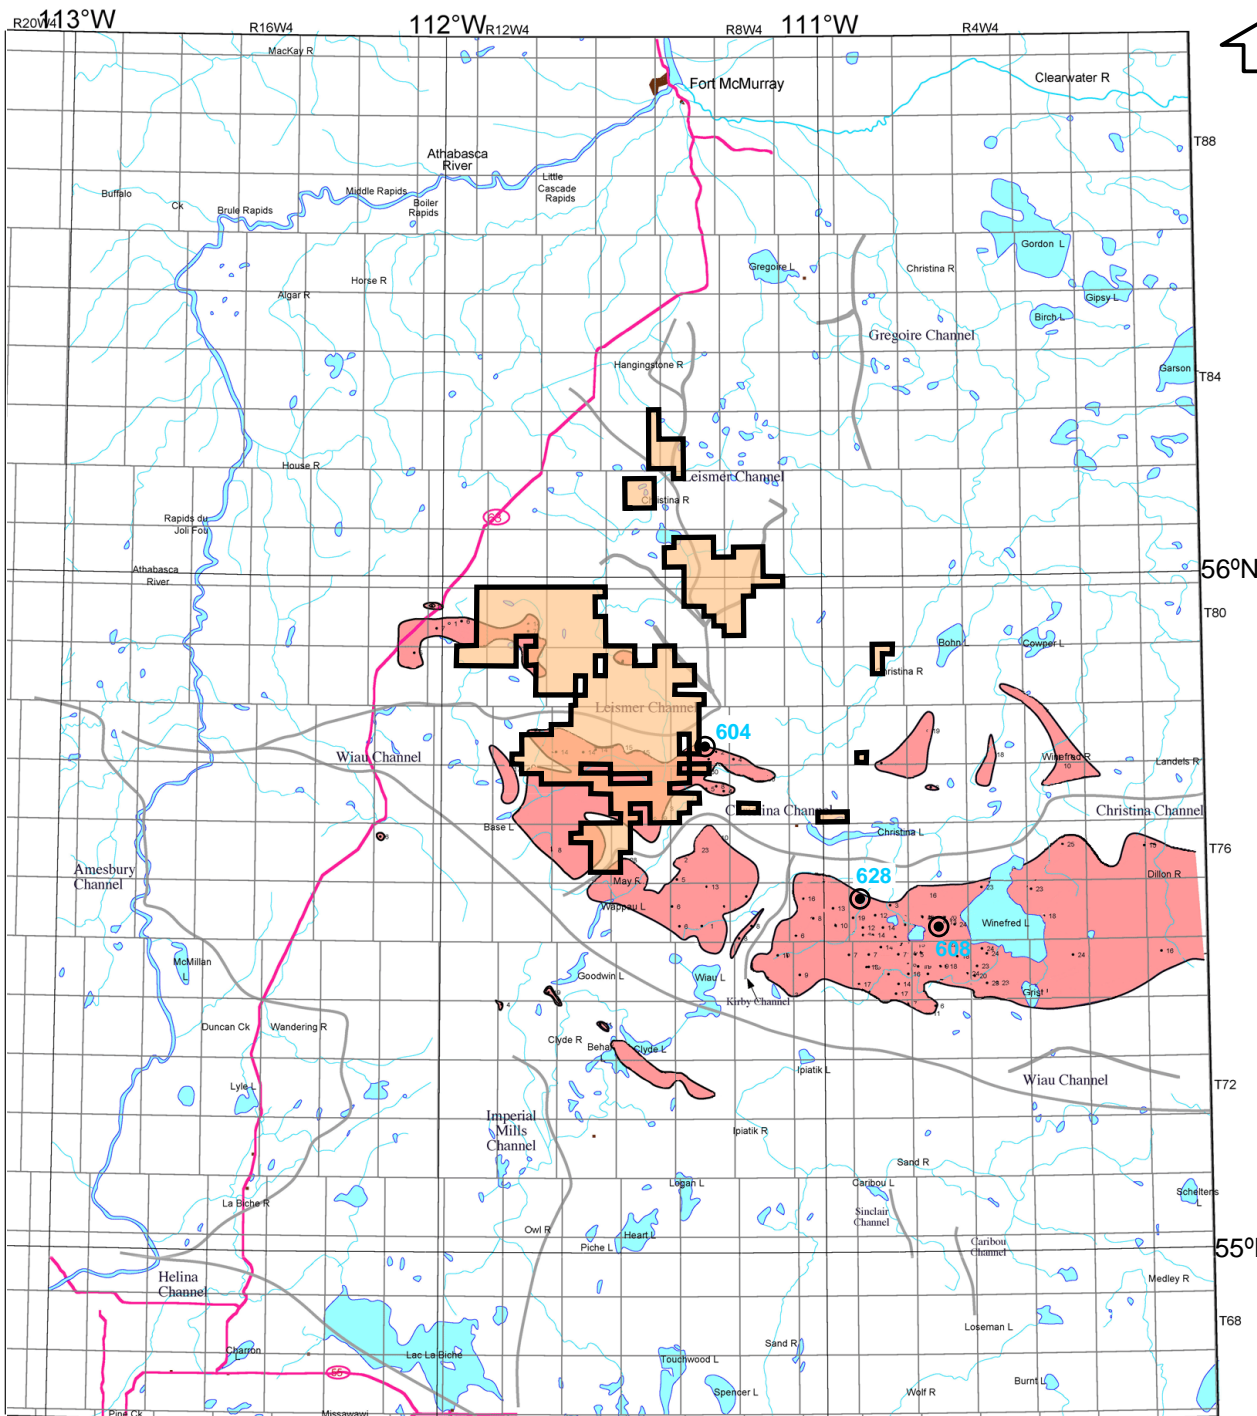 113°W
112°W
111°W
R20W4
R16W4
R12W4
R8W4
R4W4
MacKay R
Fort McMurray
Clearwater R
T88
Athabasca
River
Little
Cascade
Rapids
Middle Rapids
Boiler
Rapids
Buffalo
Ck
Brule Rapids
Gordon L
Gregoire L
Christina R
Horse R
Algar R
Gipsy L
Birch L
Gregoire Channel
Hangingstone R
Garson
T84
House R
Leismer Channel
Christina R
63
Rapids du
Joli Fou
Athabasca
River
56ºN
T80
Bohn L
Cowper L
Christina R
Leismer Channel
604
Wiau Channel
Winefred R
Landels R
Christina Channel
Christina Channel
Base L
Christina L
T76
Amesbury
Channel
628
May R
Dillon R
Wappau L
Winefred L
608
McMillan
L
Goodwin L
Wiau L
Grist L
Kirby Channel
Duncan Ck
Wandering R
Clyde R
Behan
Clyde L
Ipiatik L
Wiau Channel
T72
Lyle L
Imperial
Mills
Channel
Ipiatik R
Sand R
Logan L
Caribou L
Scheltens
L
La Biche R
Sinclair
Channel
Owl R
Heart L
Piche L
Caribou
Channel
55º
Helina
Channel
Medley R
T68
Loseman L
Sand R
Charron
L
Lac La Biche
Touchwood L
55
Spencer L
Wolf R
Burnt L
Pine Ck
Missawawi